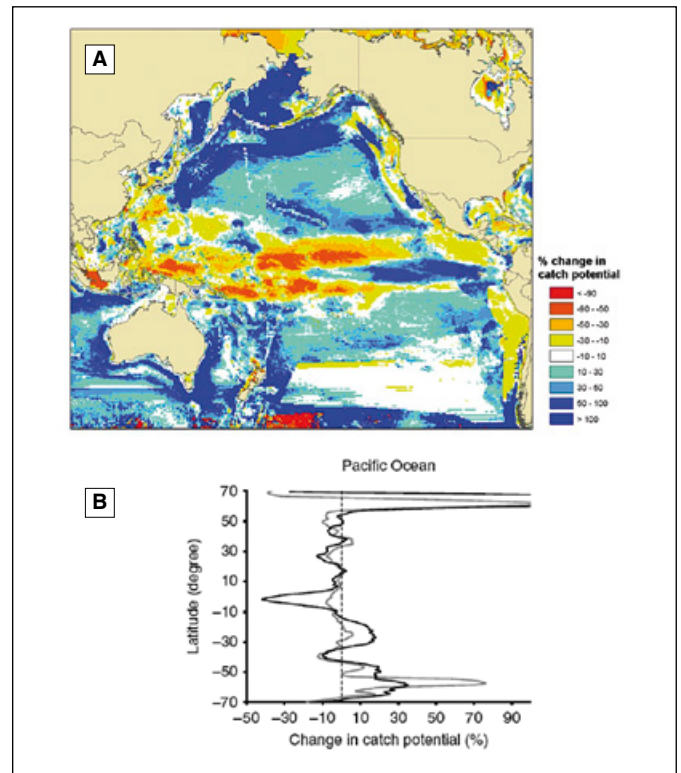 A
% change in
catch potential
< -90
-90 - -50
-50 - -30
-30 - -10
-10 - 10
10 - 30
30 - 50
50 - 100
> 100
Pacific Ocean
B
70
50
30
10
-10
-30
-50
-70
Latitude (degree)
-50 -30 -10 10 30 50 70 90
Change in catch potential (%)